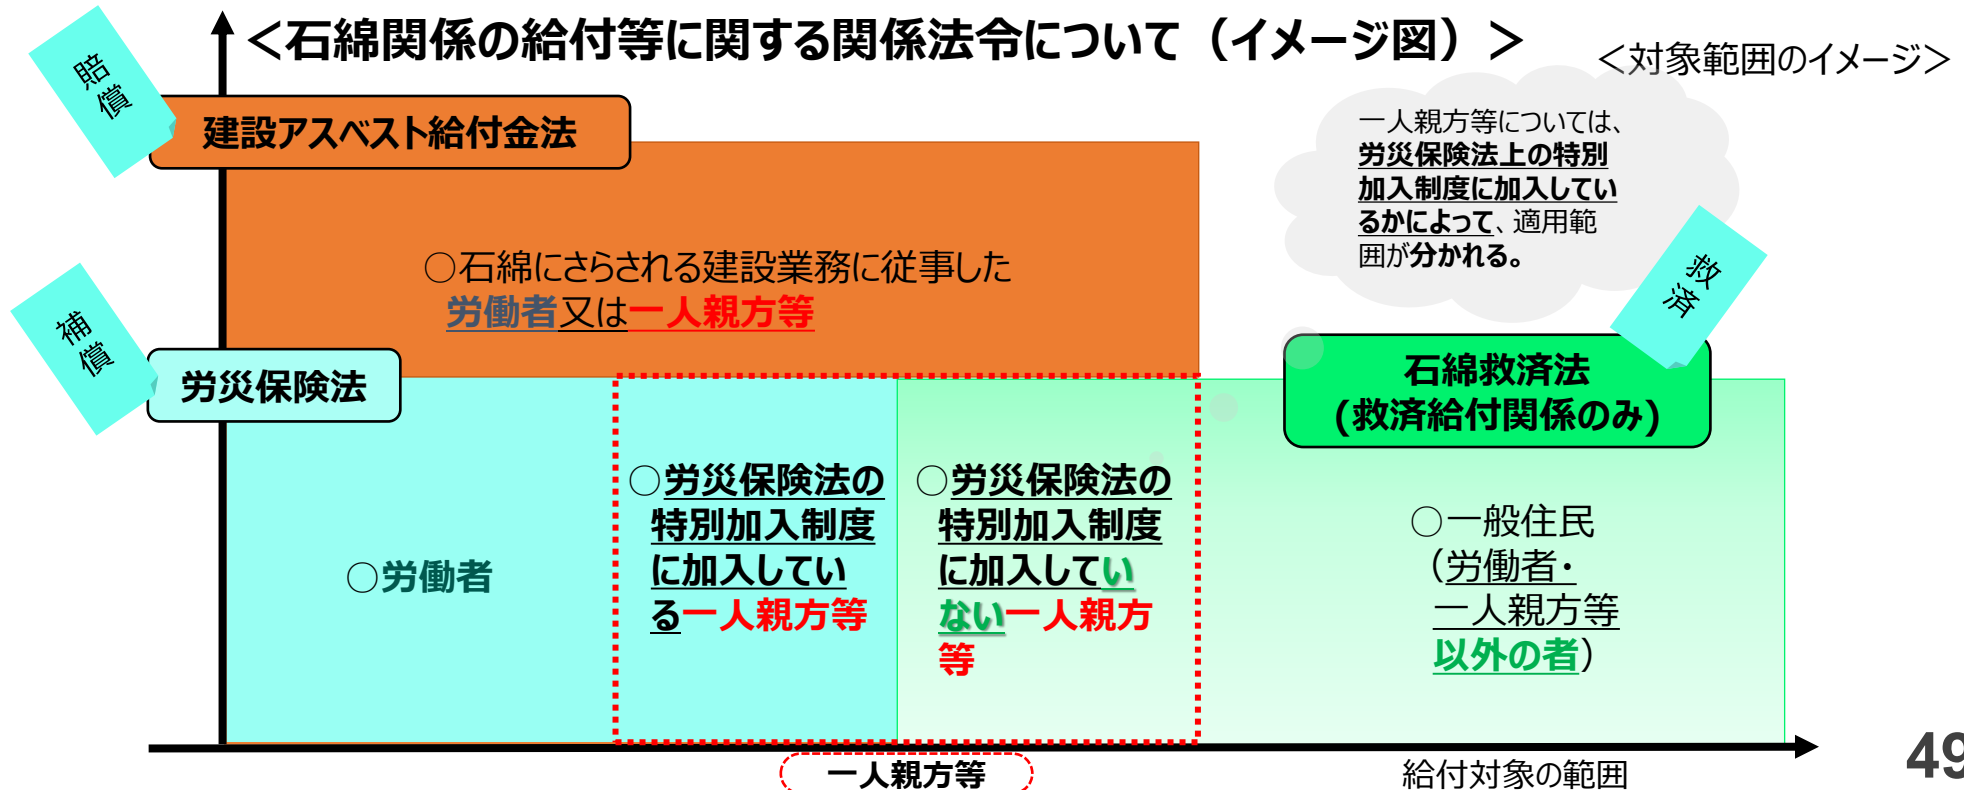 ＜石綿関係の給付等に関する関係法令について（イメージ図）＞
＜対象範囲のイメージ＞
賠
償
建設アスベスト給付金法
一人親方等については、
労災保険法上の特別
加入制度に加入してい
るかによって、適用範
囲が分かれる。
○石綿にさらされる建設業務に従事した
労働者又は一人親方等
救
済
補
償
労災保険法
石綿救済法
(救済給付関係のみ)
○労働者
○労災保険法の
特別加入制度
に加入してい
る一人親方等
○労災保険法の
特別加入制度
に加入してい
ない一人親方
等
○一般住民
（労働者・
一人親方等
以外の者）
一人親方等
給付対象の範囲
49